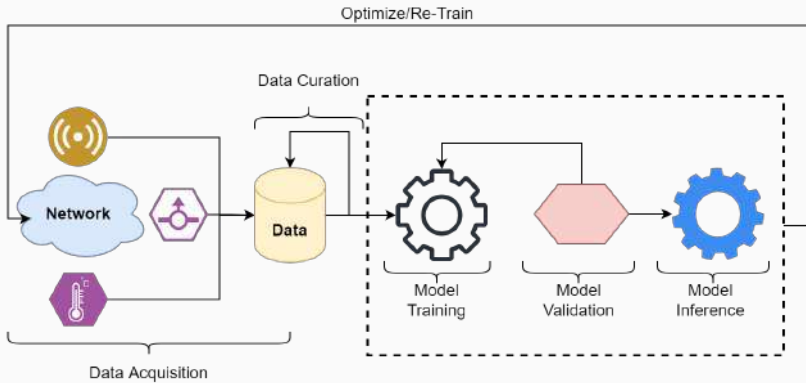 Optimize/Re-Train
Data Curation
Network
Data
°C
Model
Training
Model
Validation
Model
Inference
Data Acquisition